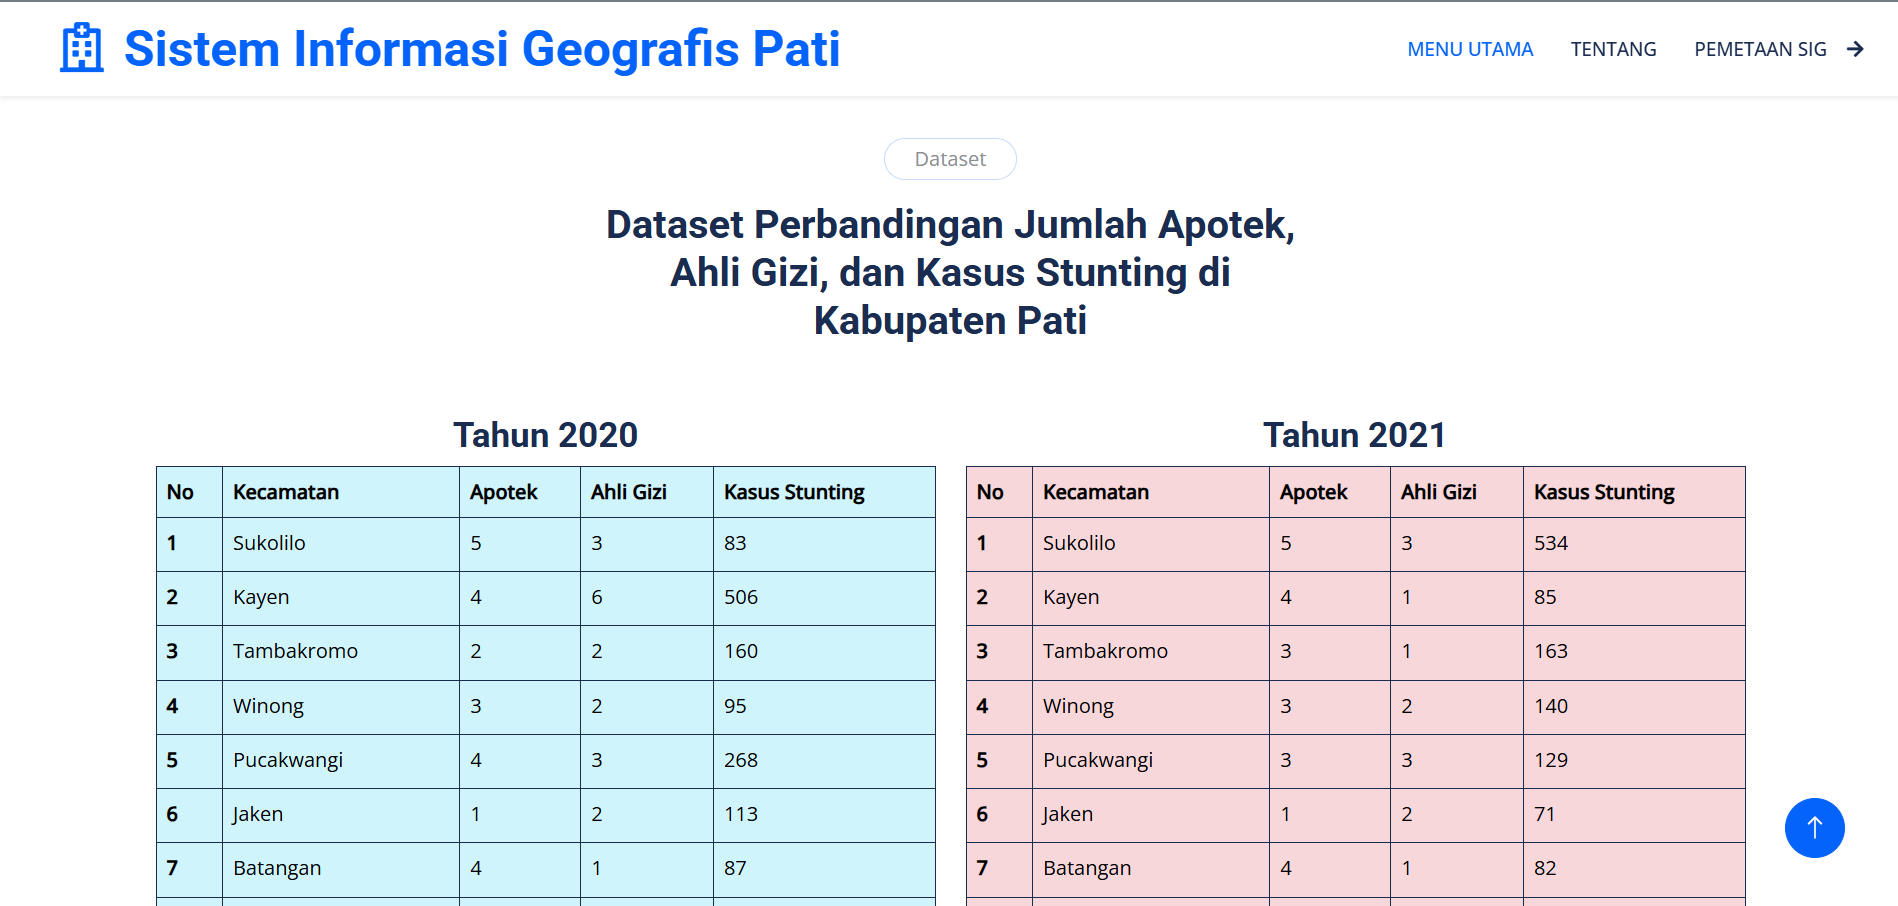 Sistem Informasi Geografis Pati
MENU UTAMA TENTANG PEMETAAN SIG
Dataset
Dataset Perbandingan Jumlah Apotek,
Ahli Gizi, dan Kasus Stunting di
Kabupaten Pati
Tahun 2020
No Kecamatan Apotek Ahli Gizi Kasus Stunting
1 Sukolilo 5 3 83
2 Kayen 4 6 506
3 Tambakromo 2 2 160
4 Winong 3 2 95
5 Pucakwangi 4 3 268
6 Jaken 1 2 113
7 Batangan 4 1 87
Tahun 2021
No Kecamatan Apotek Ahli Gizi Kasus Stunting
1 Sukolilo 5 3 534
2 Kayen 4 1 85
3 Tambakromo 3 1 163
4 Winong 3 2 140
5 Pucakwangi 3 3 129
6 Jaken 1 2 71
7 Batangan 4 1 82